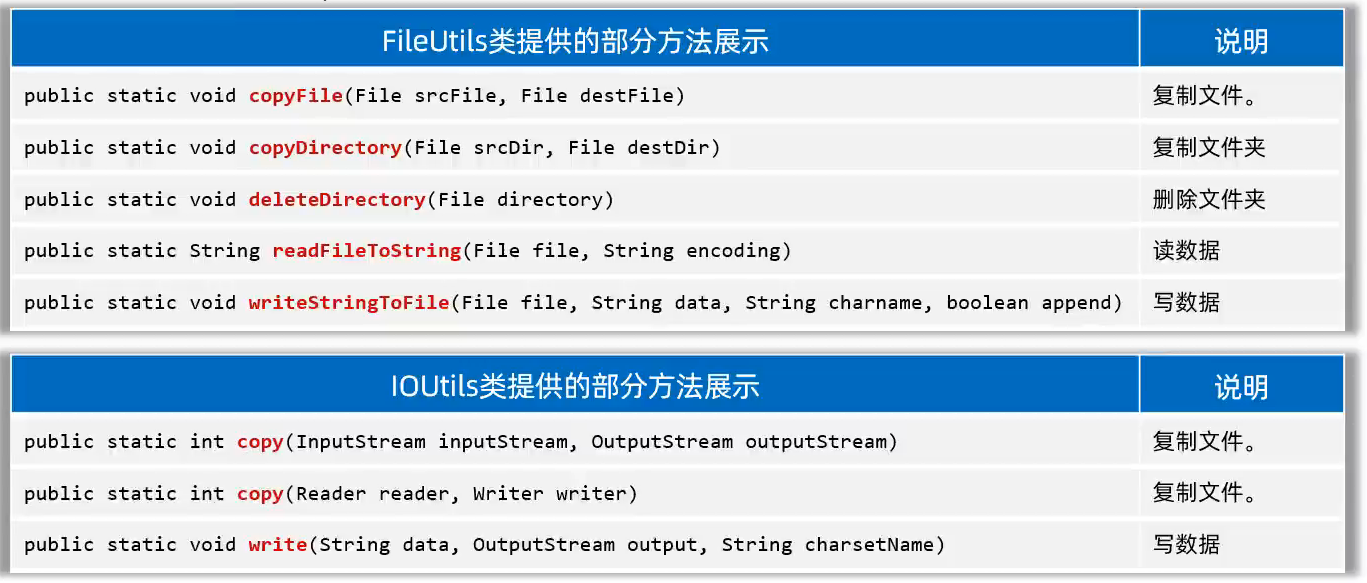 FileUtils类提供的部分方法展示 说明
public static void copyFile(File srcFile, File destFile) 复制文件。
public static void copyDirectory(File srcDir, File destDir) 复制文件夹
public static void deleteDirectory(File directory) 删除文件夹
public static String readFileToString(File file, String encoding) 读数据
public static void writeStringToFile(File file, String data, String charname, boolean append) 写数据
IOUtils类提供的部分方法展示 说明
public static int copy(InputStream inputStream, OutputStream outputStream) 复制文件。
public static int copy(Reader reader, Writer writer) 复制文件。
public static void write(String data, OutputStream output, String charsetName) 写数据